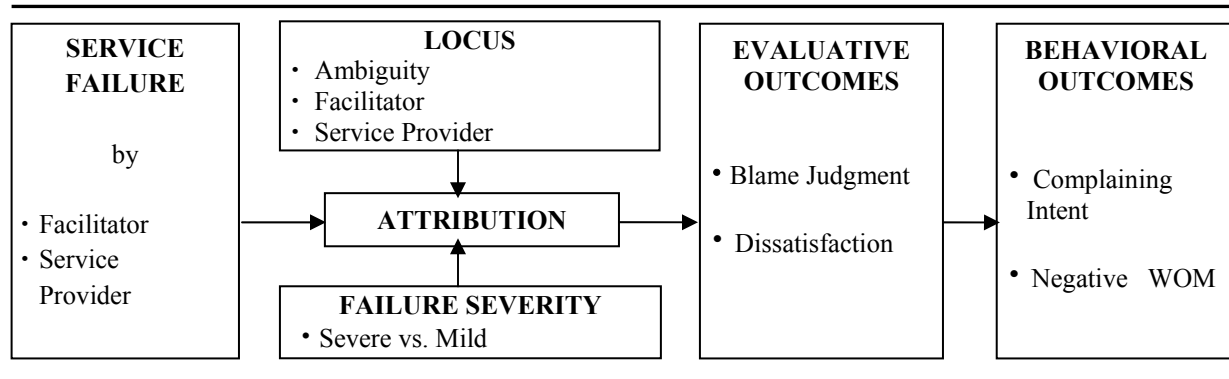 SERVICE
FAILURE
by
· Facilitator
· Service
Provider
LOCUS
· Ambiguity
· Facilitator
· Service Provider
ATTRIBUTION
FAILURE SEVERITY
• Severe vs. Mild
EVALUATIVE
OUTCOMES
• Blame Judgment
• Dissatisfaction
BEHAVIORAL
OUTCOMES
• Complaining
Intent
• Negative WOM